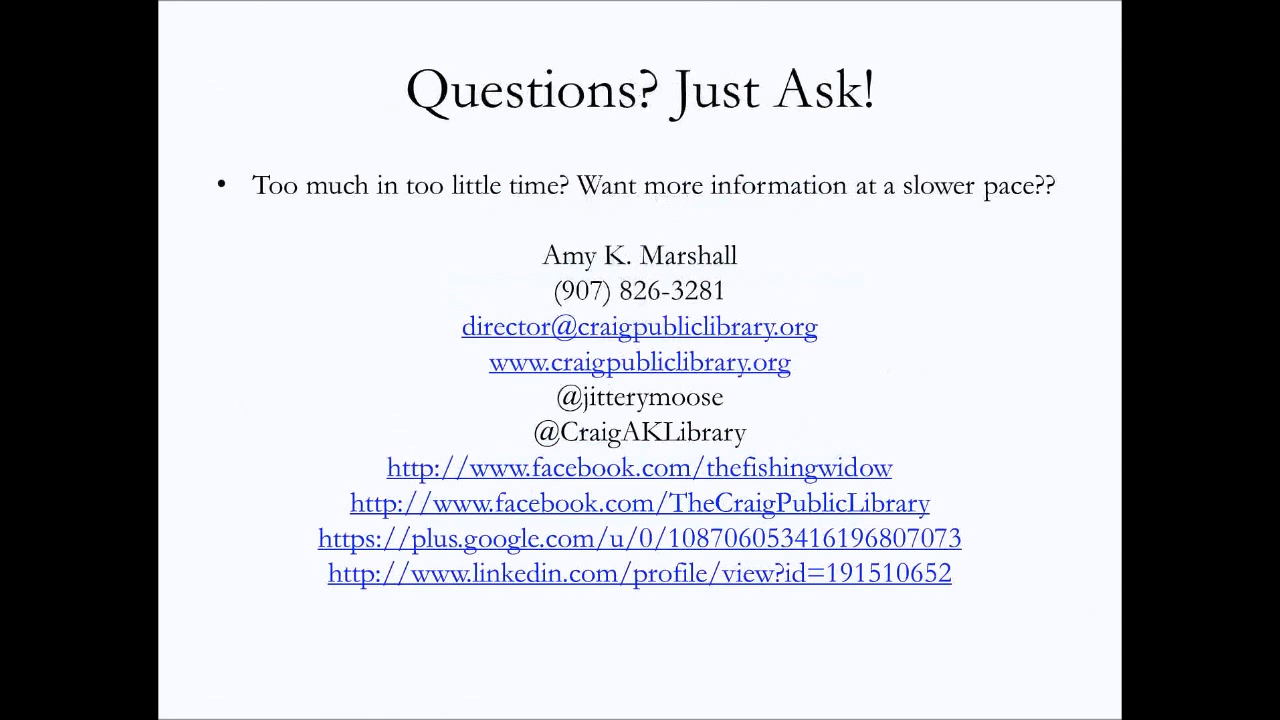 Questions? Just Ask!
• Too much in too little time? Want more information at a slower pace??
Amy K. Marshall
(907) 826-3281
director@craigpubliclibrary.org
www.craigpubliclibrary.org
@jitterymoose
@CraigAKLibrary
http://www.facebook.com/thefishingwidow
http://www.facebook.com/TheCraigPublicLibrary
https://plus.google.com/u/0/108706053416196807073
http://www.linkedin.com/profile/view?id=191510652